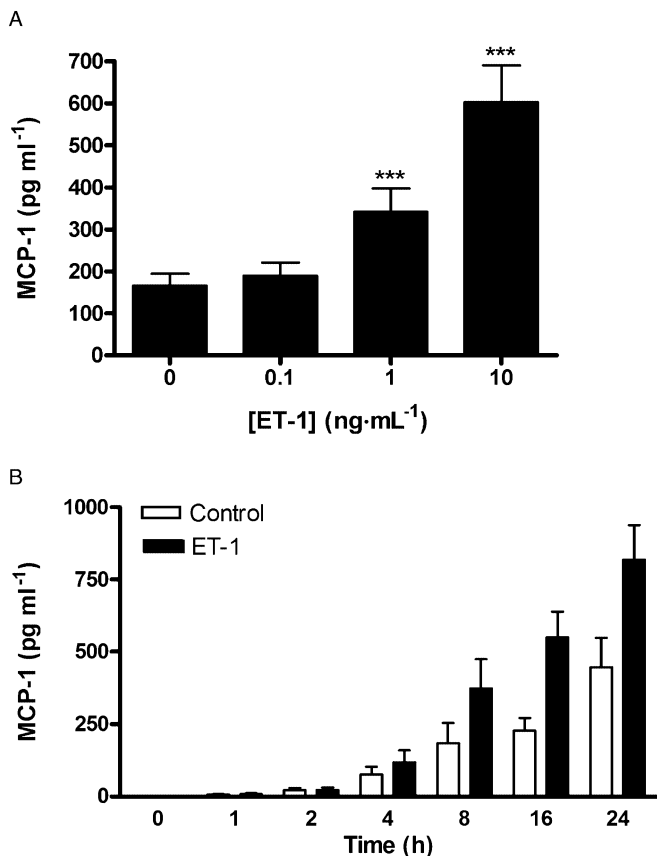 A
700
600
500
400
300
200
100
0
MCP-1 (pg ml-1)
***
***
0 0.1 1 10
[ET-1] (ng·mL-1)
B
1000
750
500
250
0
MCP-1 (pg ml-1)
Control
ET-1
0 1 2 4 8 16 24
Time (h)